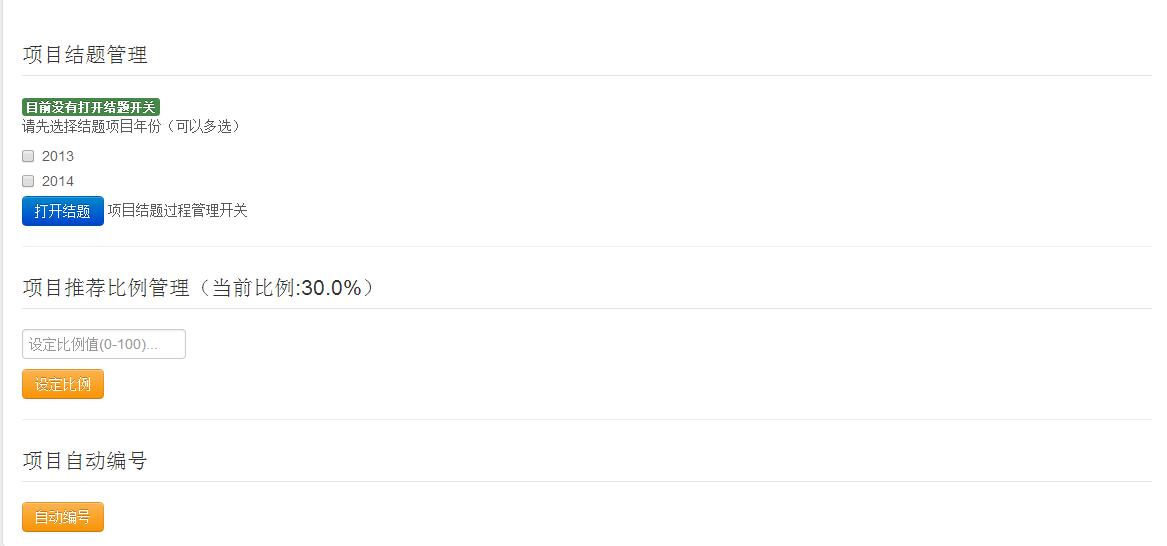 项目结题管理
目前没有打开结题开关
请先选择结题项目年份（可以多选）
2013
2014
打开结题 项目结题过程管理开关
项目推荐比例管理（当前比例:30.0%）
设定比例值(0-100)...
设定比例
项目自动编号
自动编号